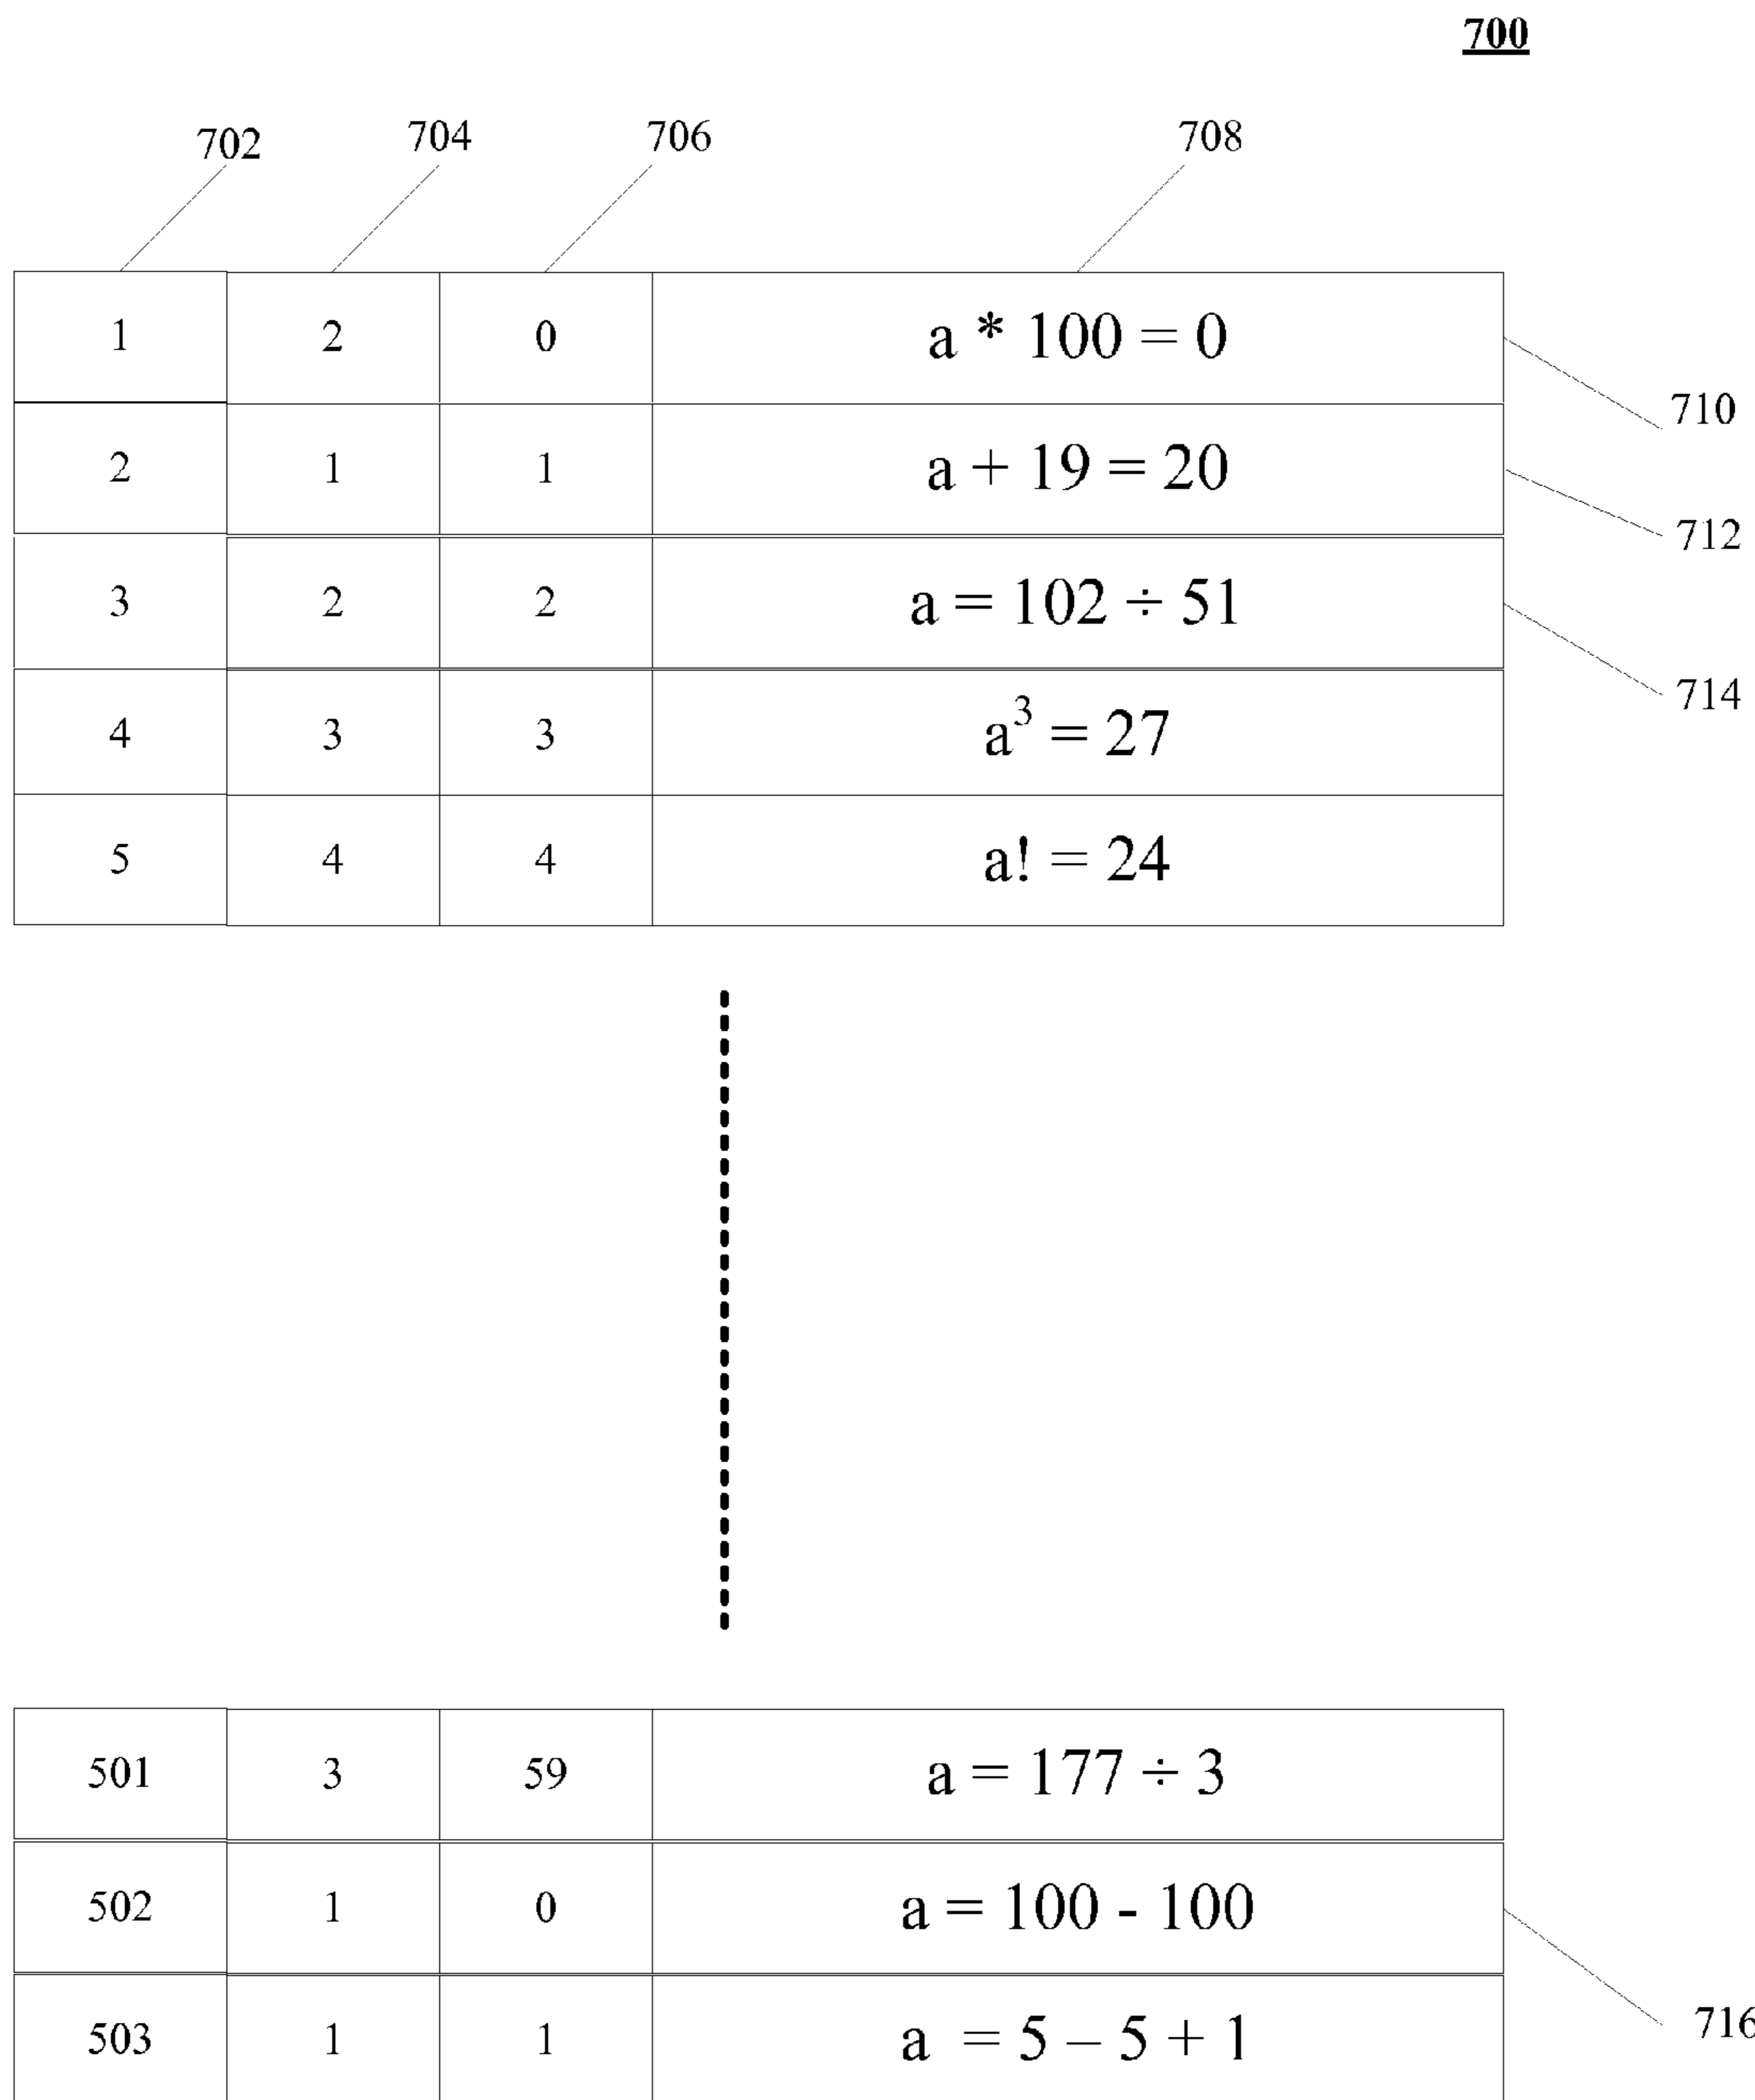 700
702 704 706 708
1 2 0 a * 100 = 0
710
2 1 1 a + 19 = 20
712
3 2 2 a = 102 ÷ 51
714
4 3 3 a³ = 27
5 4 4 a! = 24
501 3 59 a = 177 ÷ 3
502 1 0 a = 100 - 100
716
503 1 1 a = 5 – 5 + 1